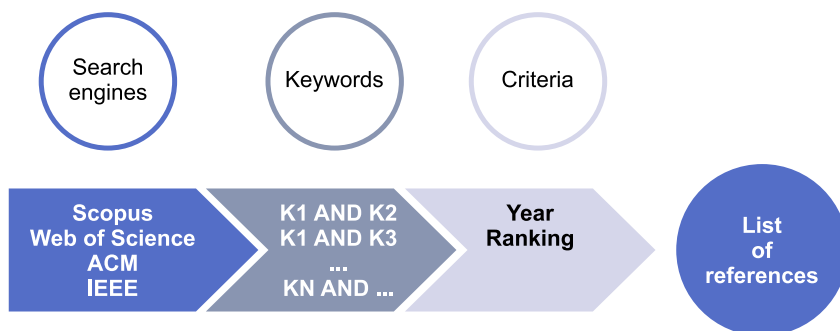 Search
engines
Keywords
Criteria
Scopus
Web of Science
ACM
IEEE
K1 AND K2
K1 AND K3
...
KN AND ...
Year
Ranking
List
of
references